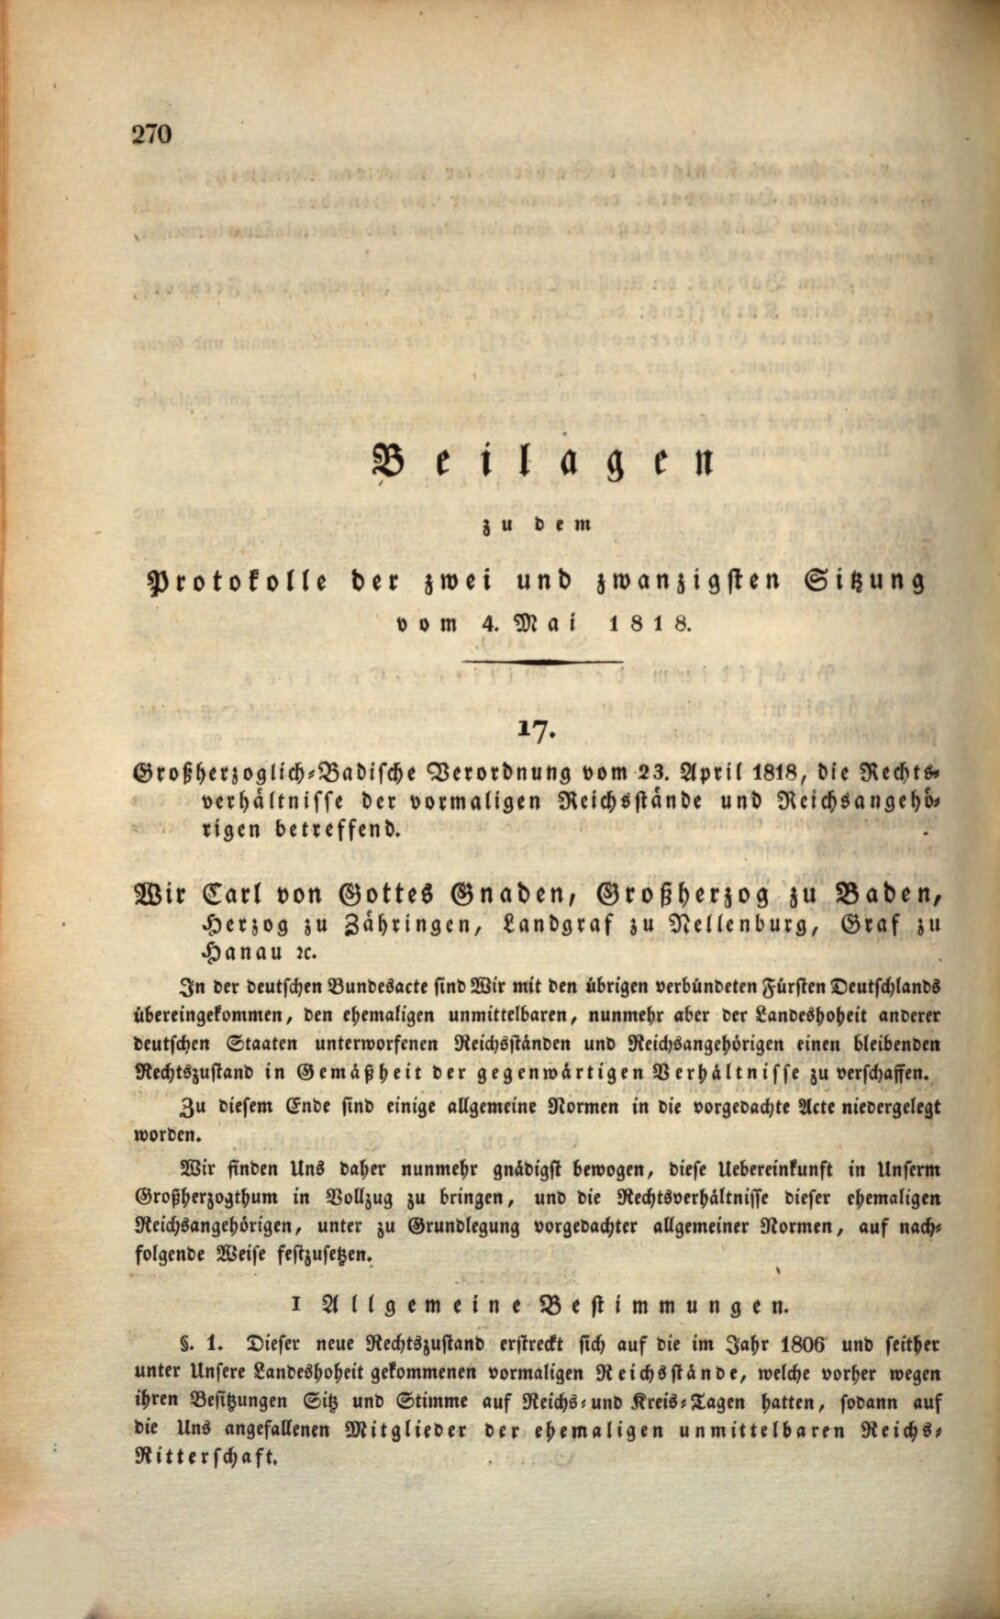 270
Beilagen
zu dem
Protokolle der zwei und zwanzigsten Sitzung
vom 4. Mai 1818.
17.
Großherzoglich-Badische Verordnung vom 23. April 1818, die Rechts-
verhältnisse der vormaligen Reichsstände und Reichsangehö-
rigen betreffend.
Wir Carl von Gottes Gnaden, Großherzog zu Baden,
Herzog zu Zähringen, Landgraf zu Nellenburg, Graf zu
Hanau ꝛc.
In der deutschen Bundesacte sind Wir mit den übrigen verbündeten Fürsten Deutschlands
übereingekommen, den ehemaligen unmittelbaren, nunmehr aber der Landeshoheit anderer
deutschen Staaten unterworfenen Reichsständen und Reichsangehörigen einen bleibenden
Rechtszustand in Gemäßheit der gegenwärtigen Verhältnisse zu verschaffen.
Zu diesem Ende sind einige allgemeine Normen in die vorgedachte Acte niedergelegt
worden.
Wir finden Uns daher nunmehr gnädigst bewogen, diese Uebereinkunft in Unserm
Großherzogthum in Vollzug zu bringen, und die Rechtsverhältnisse dieser ehemaligen
Reichsangehörigen, unter zu Grundlegung vorgedachter allgemeiner Normen, auf nach-
folgende Weise festzusetzen.
I Allgemeine Bestimmungen.
§. 1. Dieser neue Rechtszustand erstreckt sich auf die im Jahr 1806 und seither
unter Unsere Landeshoheit gekommenen vormaligen Reichsstände, welche vorher wegen
ihren Besitzungen Sitz und Stimme auf Reichs- und Kreis-Tagen hatten, sodann auf
die Uns angefallenen Mitglieder der ehemaligen unmittelbaren Reichs-
Ritterschaft.